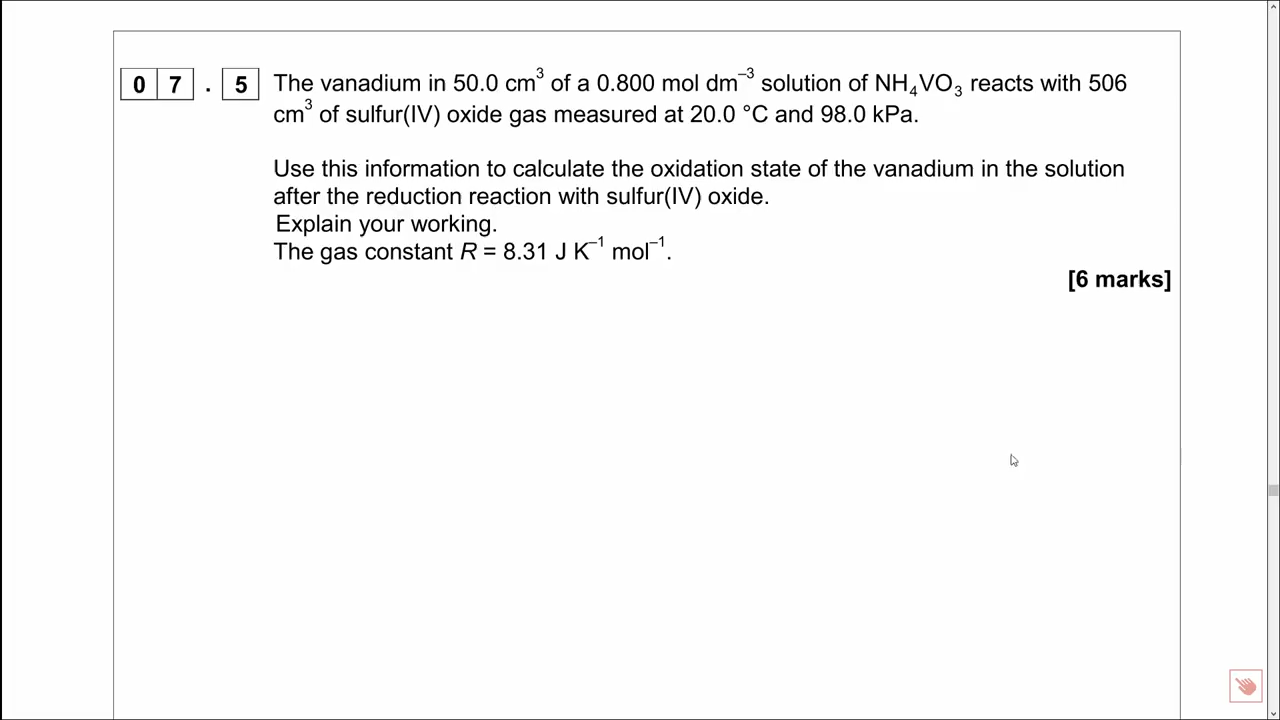 0 7 . 5 The vanadium in 50.0 cm³ of a 0.800 mol dm⁻³ solution of NH₄VO₃ reacts with 506
cm³ of sulfur(IV) oxide gas measured at 20.0 °C and 98.0 kPa.
Use this information to calculate the oxidation state of the vanadium in the solution
after the reduction reaction with sulfur(IV) oxide.
Explain your working.
The gas constant R = 8.31 J K⁻¹ mol⁻¹.
[6 marks]